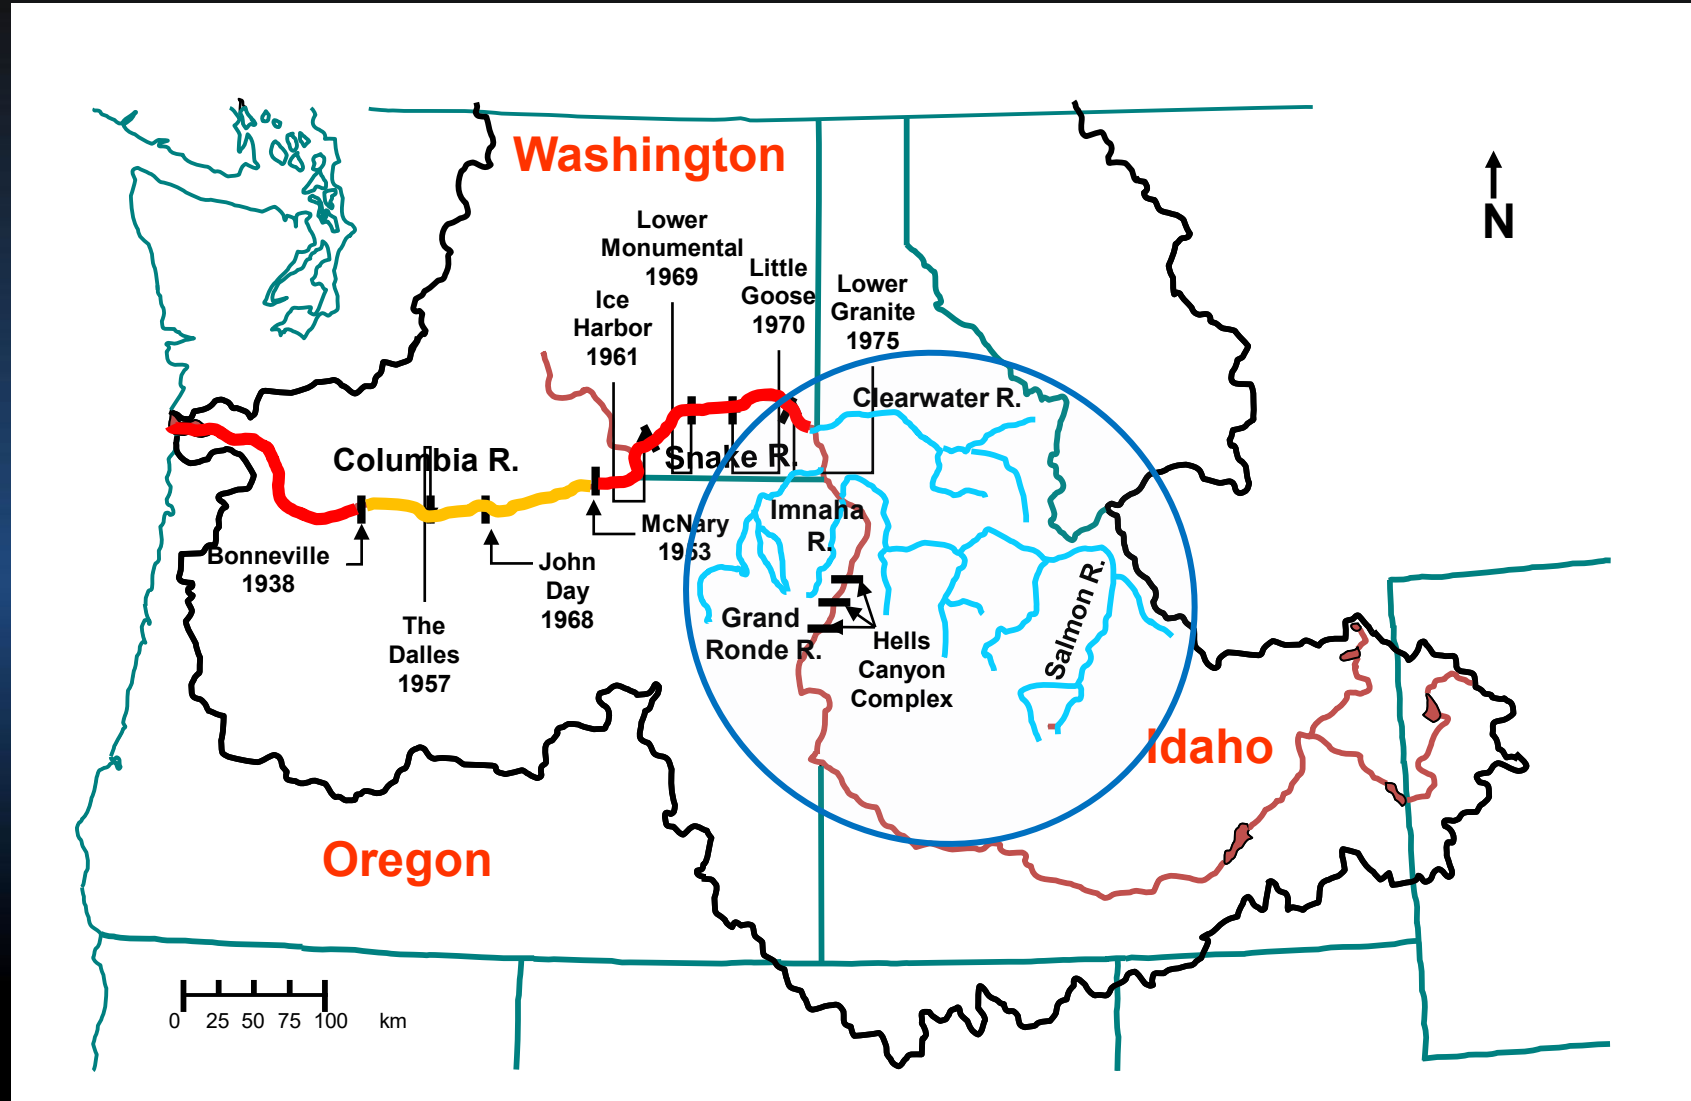 Washington
N
Lower
Monumental
1969
Little
Goose
1970
Lower
Granite
1975
Ice
Harbor
1961
Clearwater R.
Columbia R.
Snake R.
Imnaha
R.
McNary
1953
Bonneville
1938
John
Day
1968
The
Dalles
1957
Grand
Ronde R.
Hells
Canyon
Complex
Salmon R.
Idaho
Oregon
0 25 50 75 100 km